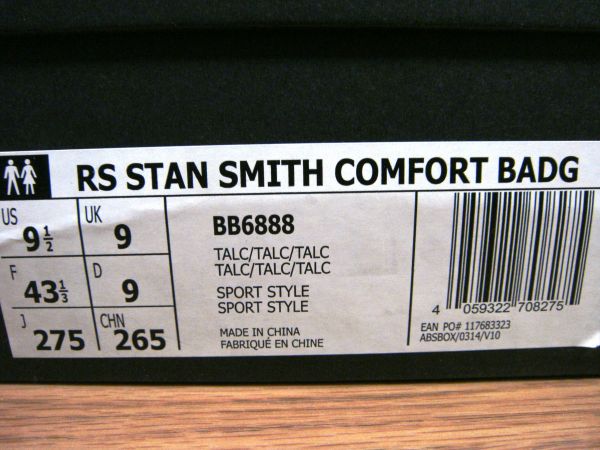 RS STAN SMITH COMFORT BADG
US 9 1/2 UK 9
F 43 1/3 D 9
J 275 CHN 265
BB6888
TALC/TALC/TALC
TALC/TALC/TALC
SPORT STYLE
SPORT STYLE
MADE IN CHINA
FABRIQUÉ EN CHINE
4 059322 708275
EAN PO# 117683323
ABSBOX/0314/V10